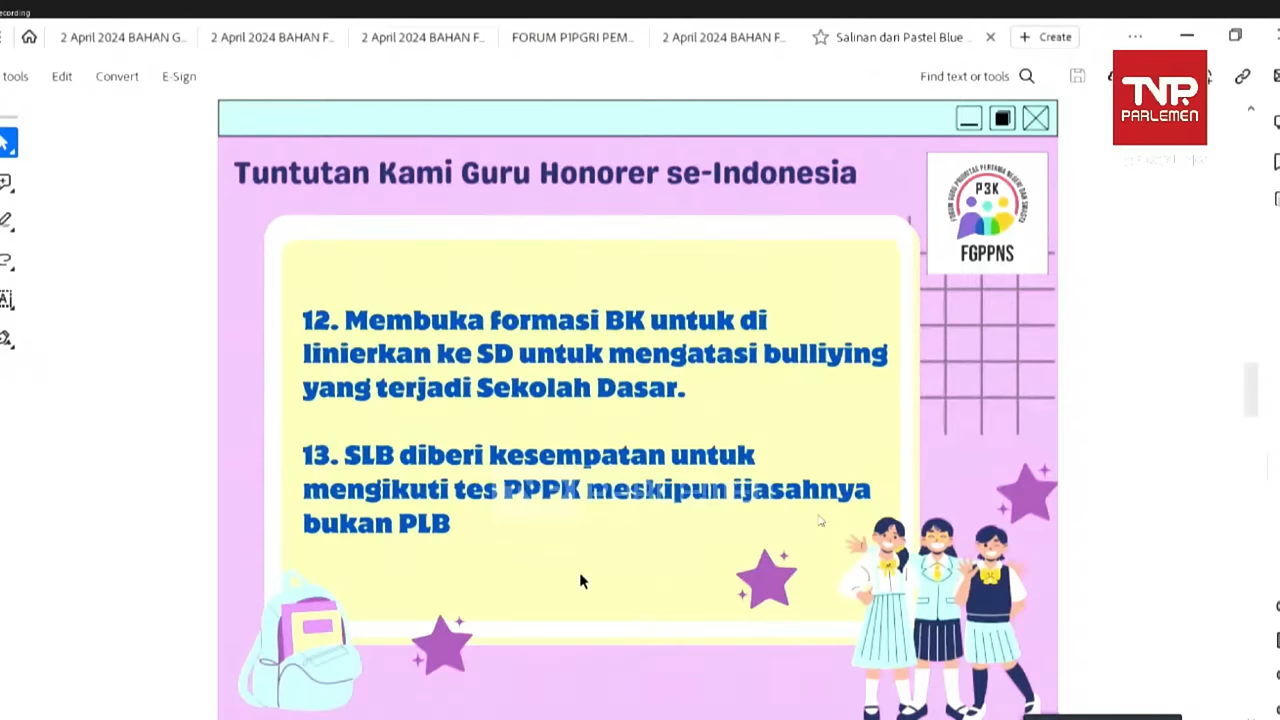 ecording
2 April 2024 BAHAN G...
2 April 2024 BAHAN F...
2 April 2024 BAHAN F...
FORUM P1PGRI PEM...
2 April 2024 BAHAN F...
Salinan dari Pastel Blue ...
Create
tools
Edit
Convert
E-Sign
Find text or tools
TVR
PARLEMEN
Tuntutan Kami Guru Honorer se-Indonesia
P3K
FGPPNS
12. Membuka formasi BK untuk di
linierkan ke SD untuk mengatasi bulliying
yang terjadi Sekolah Dasar.
13. SLB diberi kesempatan untuk
mengikuti tes PPPK meskipun ijasahnya
bukan PLB